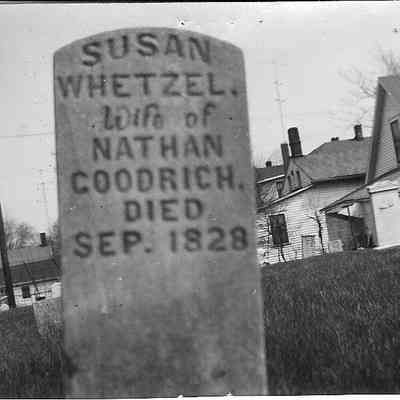 SUSAN
WHETZEL.
Wife of
NATHAN
GOODRICH.
DIED
SEP. 1828